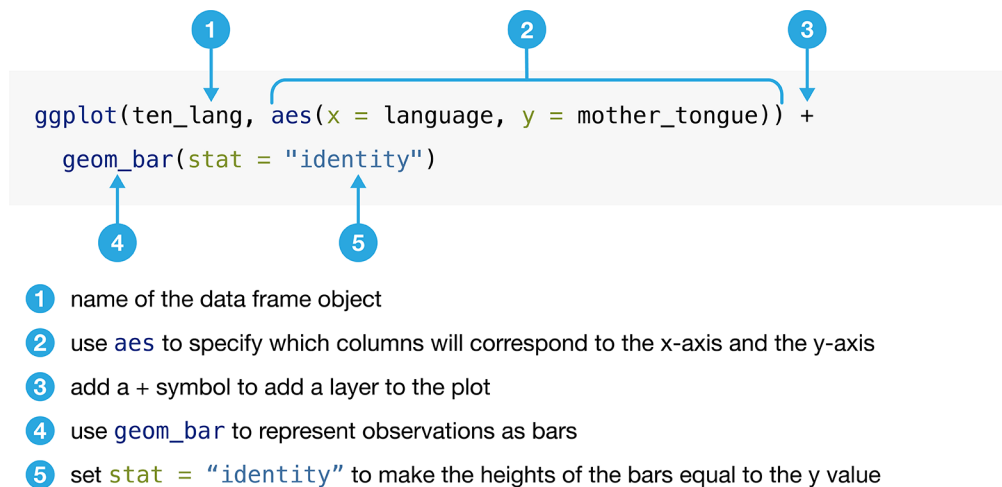 1 2 3
ggplot(ten_lang, aes(x = language, y = mother_tongue)) +
geom_bar(stat = "identity")
4 5
1 name of the data frame object
2 use aes to specify which columns will correspond to the x-axis and the y-axis
3 add a + symbol to add a layer to the plot
4 use geom_bar to represent observations as bars
5 set stat = “identity” to make the heights of the bars equal to the y value